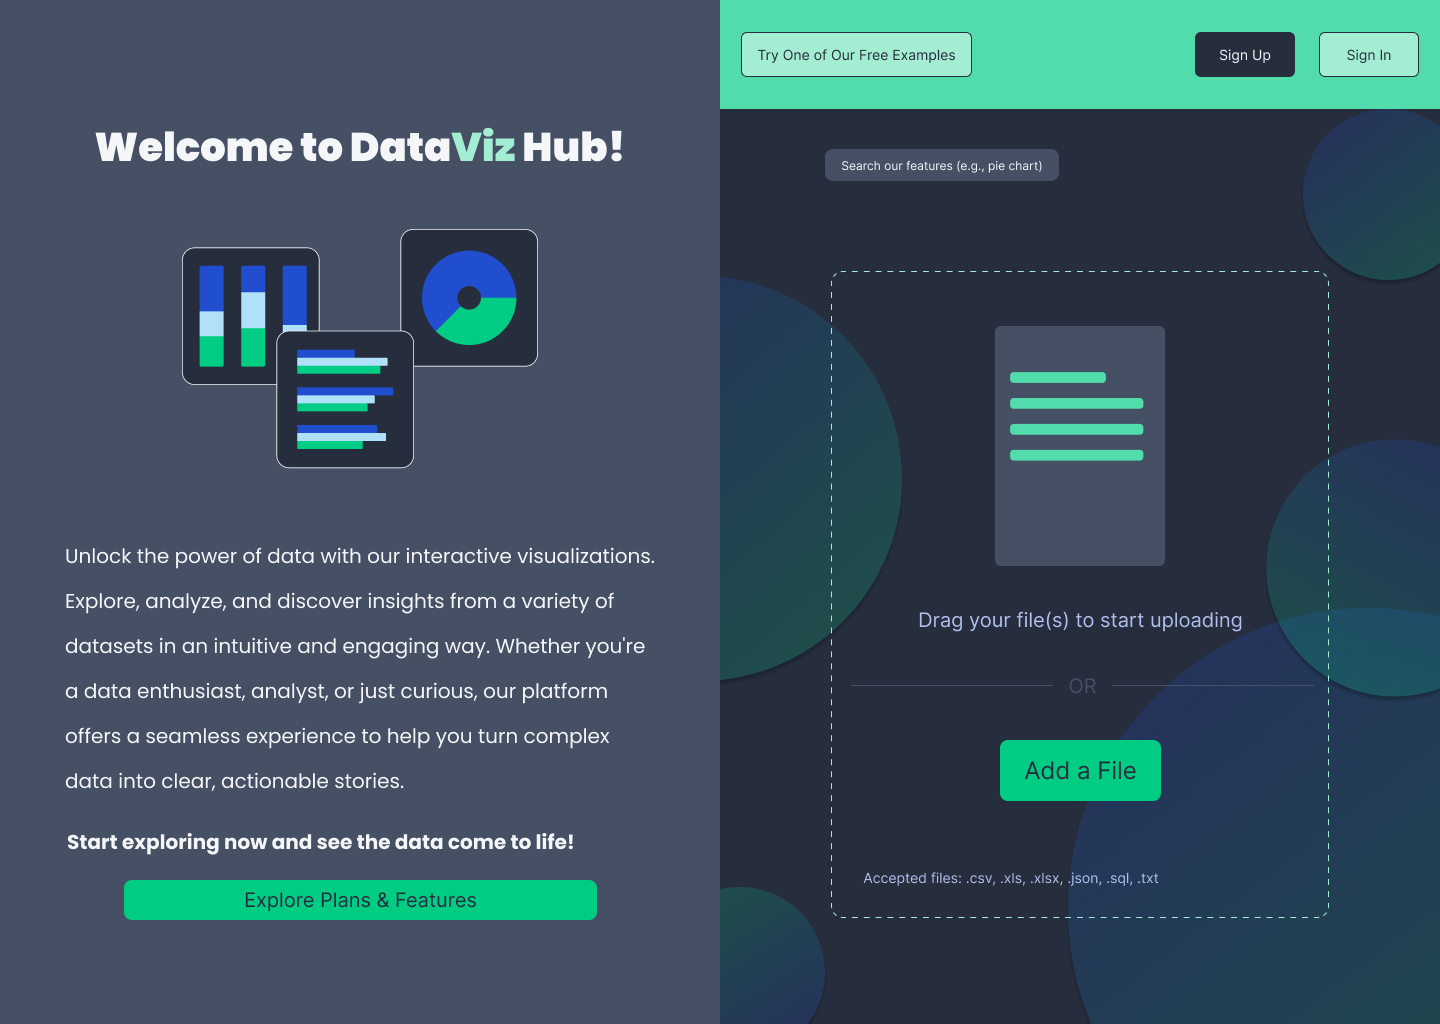 Welcome to DataViz Hub!
Unlock the power of data with our interactive visualizations.
Explore, analyze, and discover insights from a variety of
datasets in an intuitive and engaging way. Whether you're
a data enthusiast, analyst, or just curious, our platform
offers a seamless experience to help you turn complex
data into clear, actionable stories.
Start exploring now and see the data come to life!
Explore Plans & Features
Try One of Our Free Examples
Sign Up
Sign In
Search our features (e.g., pie chart)
Drag your file(s) to start uploading
OR
Add a File
Accepted files: .csv, .xls, .xlsx, .json, .sql, .txt